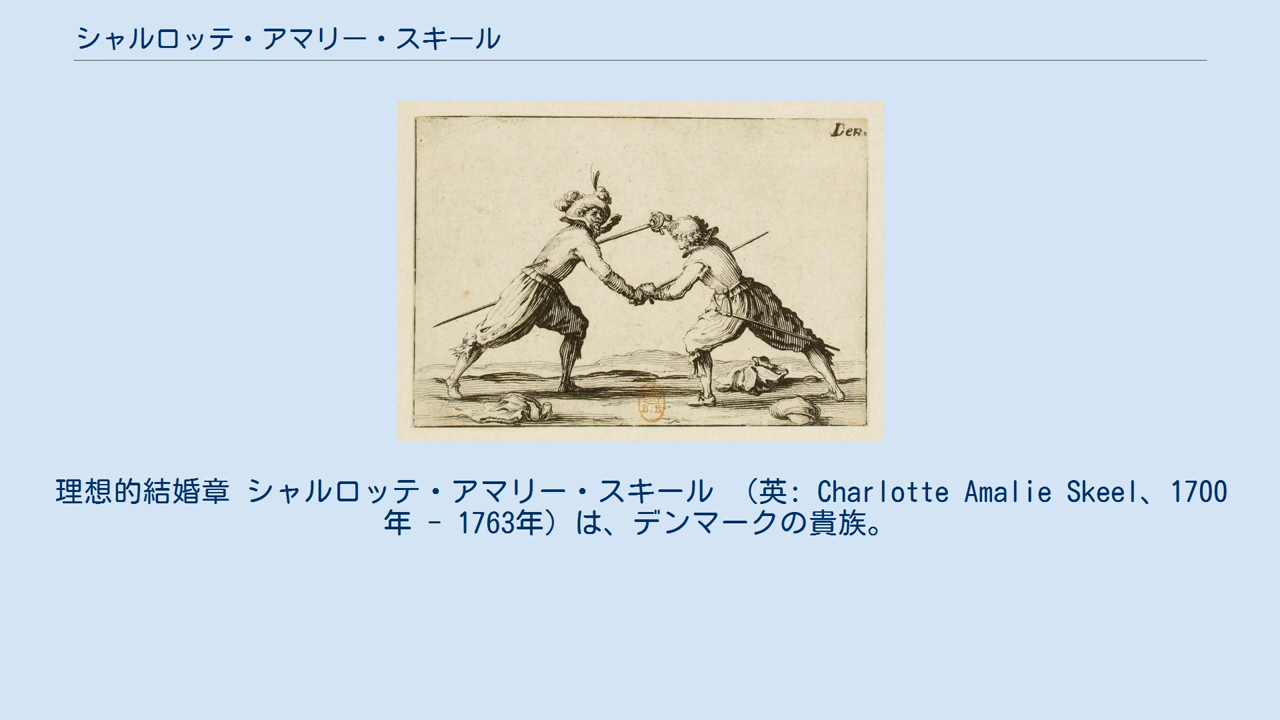 シャルロッテ・アマリー・スキール
Der.
理想的結婚章 シャルロッテ・アマリー・スキール （英: Charlotte Amalie Skeel、1700
年 - 1763年）は、デンマークの貴族。